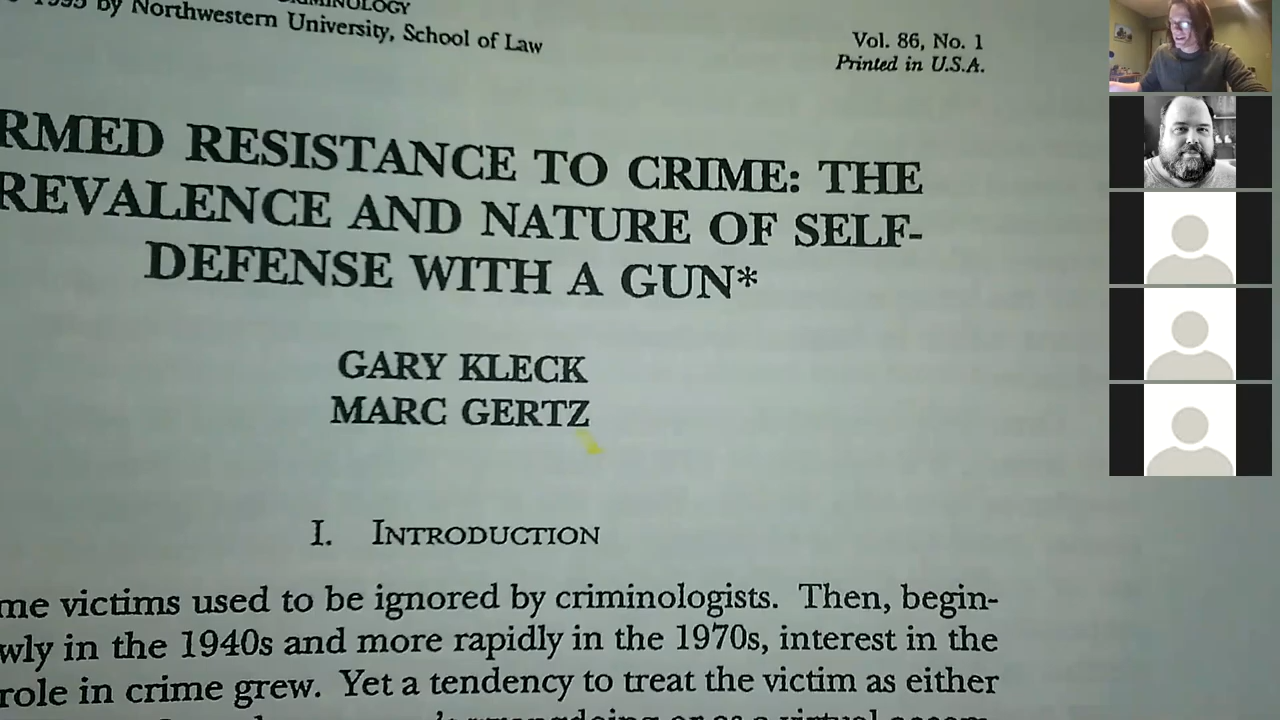 by Northwestern University, School of Law
Vol. 86, No. 1
Printed in U.S.A.
RMED RESISTANCE TO CRIME: THE
REVALENCE AND NATURE OF SELF-
DEFENSE WITH A GUN*
GARY KLECK
MARC GERTZ
I. INTRODUCTION
me victims used to be ignored by criminologists. Then, begin-
wly in the 1940s and more rapidly in the 1970s, interest in the
role in crime grew. Yet a tendency to treat the victim as either